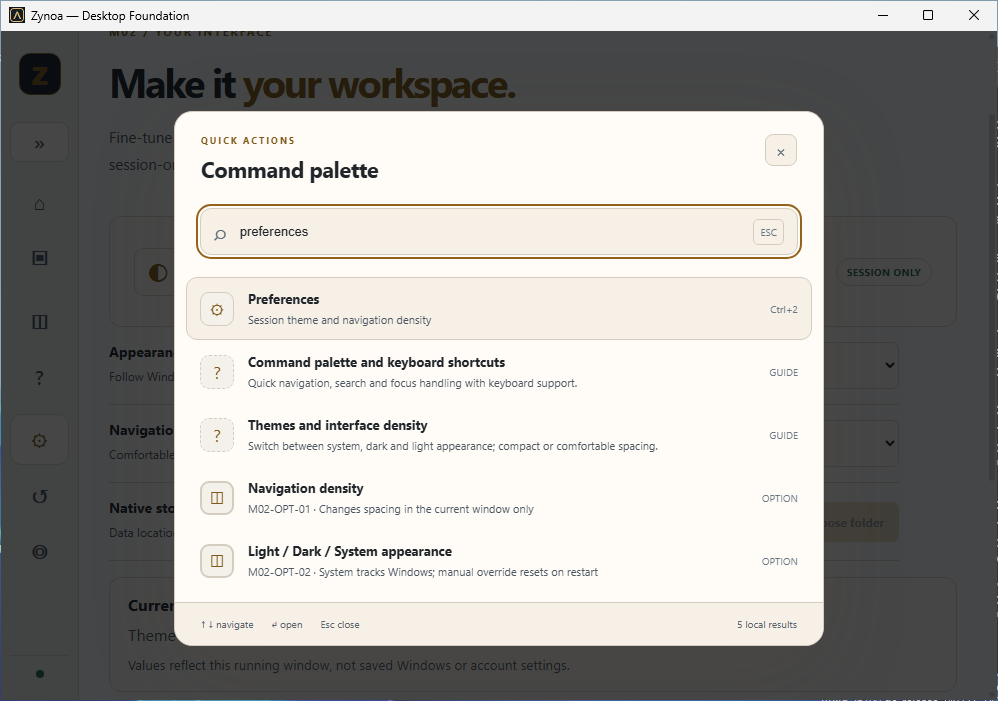 Zynoa — Desktop Foundation
M02 / YOUR INTERFACE
Z
Make it your workspace.
Fine-tune
session-on
QUICK ACTIONS
Command palette
×
preferences
ESC
»
SESSION ONLY
Preferences
Session theme and navigation density
Ctrl+2
Appearan
Follow Wind
?
Command palette and keyboard shortcuts
Quick navigation, search and focus handling with keyboard support.
GUIDE
?
Navigatio
Comfortable
?
Themes and interface density
Switch between system, dark and light appearance; compact or comfortable spacing.
GUIDE
Native sto
Data locatio
Navigation density
M02-OPT-01 · Changes spacing in the current window only
OPTION
ose folder
Light / Dark / System appearance
M02-OPT-02 · System tracks Windows; manual override resets on restart
OPTION
Curren
Theme
↑ ↓ navigate
↵ open
Esc close
5 local results
Values reflect this running window, not saved Windows or account settings.